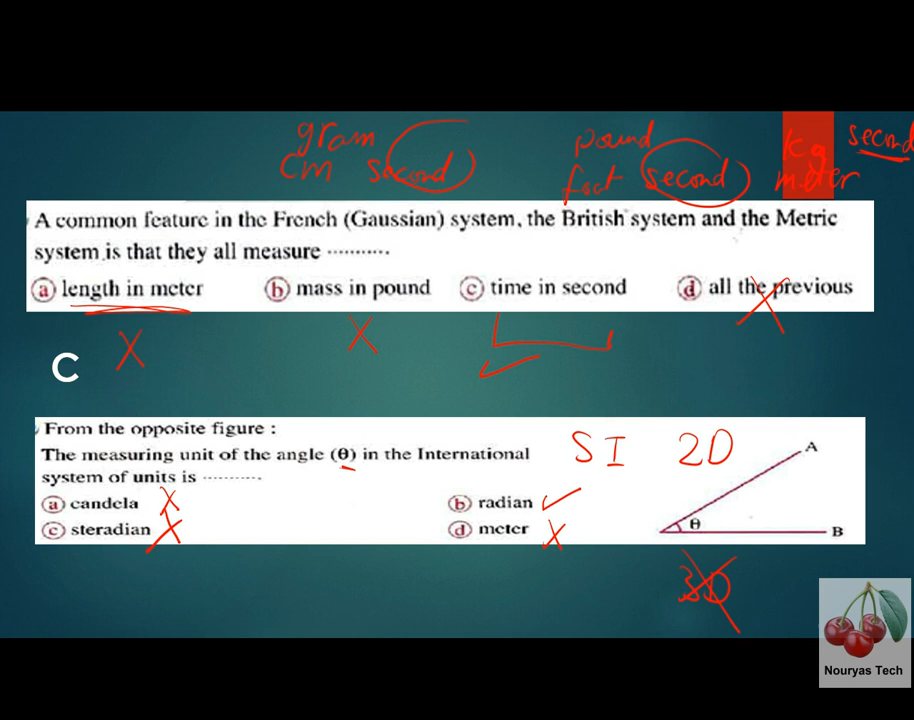 gram
cm second)
pound
foot second)
kg second
meter
A common feature in the French (Gaussian) system, the British system and the Metric
system is that they all measure ...........
a length in meter b mass in pound c time in second d all the previous
X X X
C
From the opposite figure :
The measuring unit of the angle (θ) in the International
system of units is ...........
a candela X b radian
c steradian X d meter X
SI 2D
A
θ B
3D
Nouryas Tech